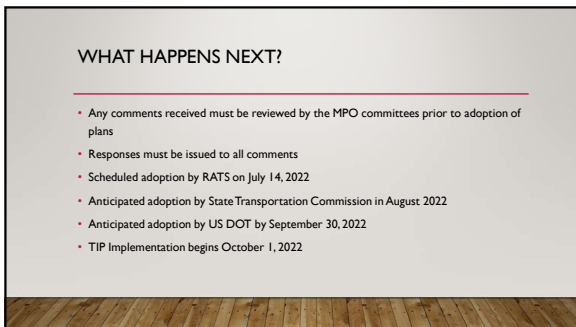 WHAT HAPPENS NEXT?
• Any comments received must be reviewed by the MPO committees prior to adoption of
plans
• Responses must be issued to all comments
• Scheduled adoption by RATS on July 14, 2022
• Anticipated adoption by State Transportation Commission in August 2022
• Anticipated adoption by US DOT by September 30, 2022
• TIP Implementation begins October 1, 2022